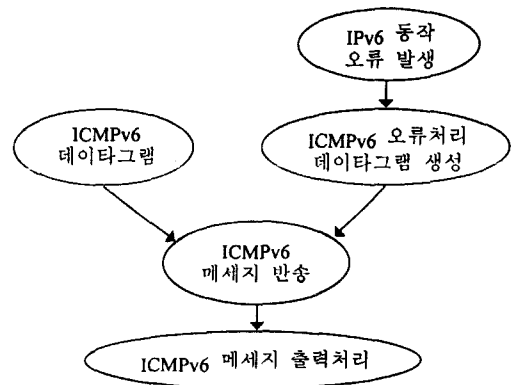 IPv6 동작
오류 발생
ICMPv6
데이타그램
ICMPv6 오류처리
데이타그램 생성
ICMPv6
메세지 반송
ICMPv6 메세지 출력처리